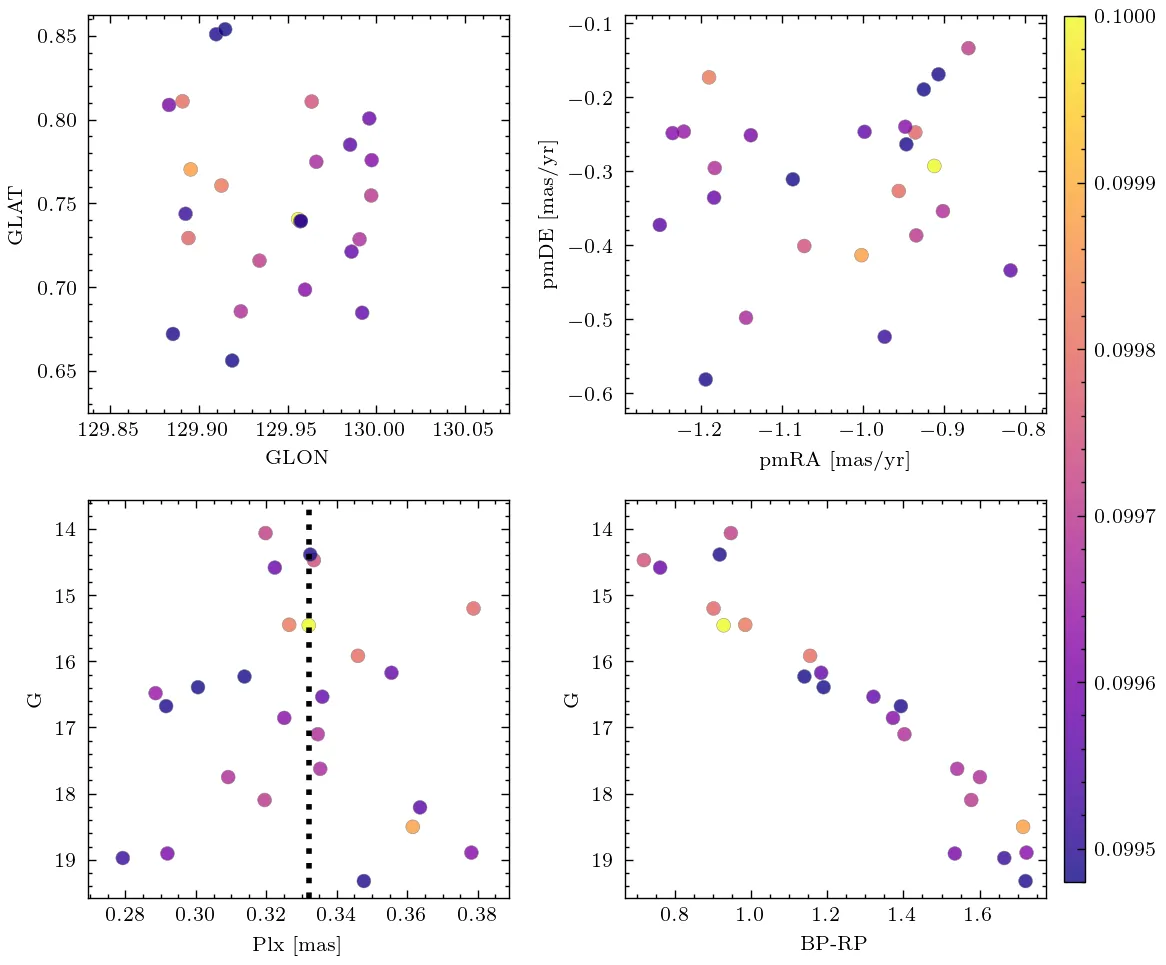 0.85
0.80
0.75
0.70
0.65
GLAT
129.85 129.90 129.95 130.00 130.05
GLON
−0.1
−0.2
−0.3
−0.4
−0.5
−0.6
pmDE [mas/yr]
−1.2 −1.1 −1.0 −0.9 −0.8
pmRA [mas/yr]
14
15
16
17
18
19
G
0.28 0.30 0.32 0.34 0.36 0.38
Plx [mas]
14
15
16
17
18
19
G
0.8 1.0 1.2 1.4 1.6
BP-RP
0.1000
0.0999
0.0998
0.0997
0.0996
0.0995